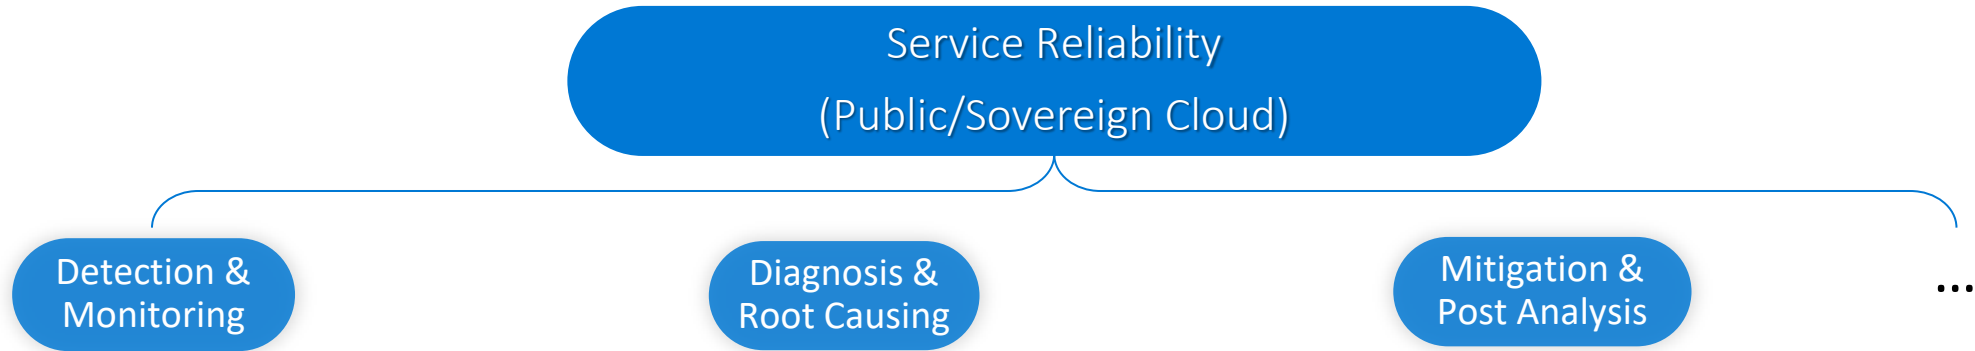 Service Reliability
(Public/Sovereign Cloud)
Detection &
Monitoring
Diagnosis &
Root Causing
Mitigation &
Post Analysis
...